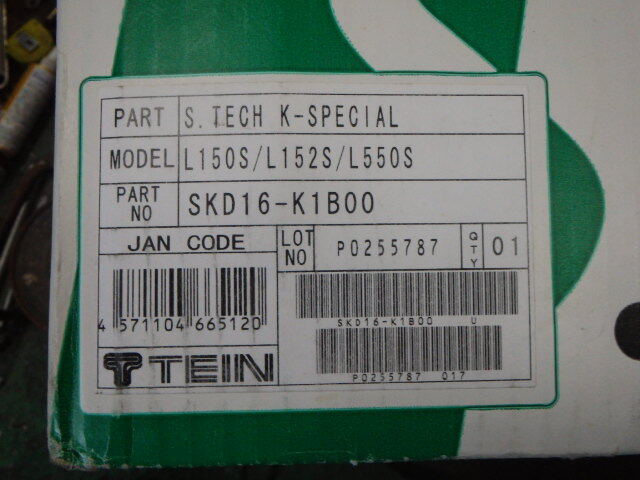 PART S. TECH K-SPECIAL
MODEL L150S/L152S/L550S
PART NO SKD16-K1B00
JAN CODE
LOT NO P0255787 QTY 01
4 571104 665120
SKD16-K1B00 U
P0255787 017
TEIN